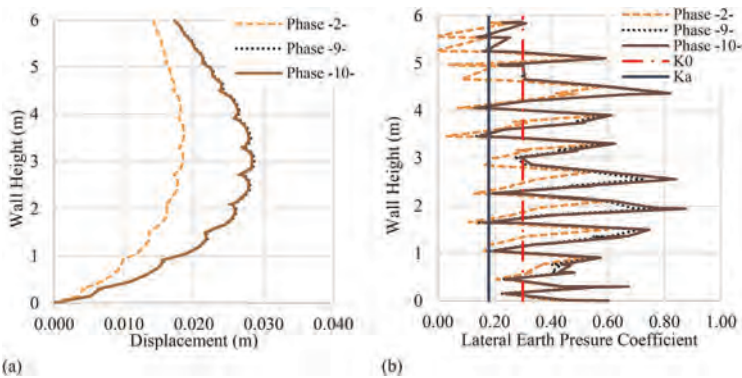 6
5
4
3
2
1
0
Wall Height (m)
0.000 0.010 0.020 0.030 0.040
Displacement (m)
Phase -2-
Phase -9-
Phase -10-
(a)
6
5
4
3
2
1
0
Wall Height (m)
0.00 0.20 0.40 0.60 0.80 1.00
Lateral Earth Presure Coefficient
Phase -2-
Phase -9-
Phase -10-
K0
Ka
(b)